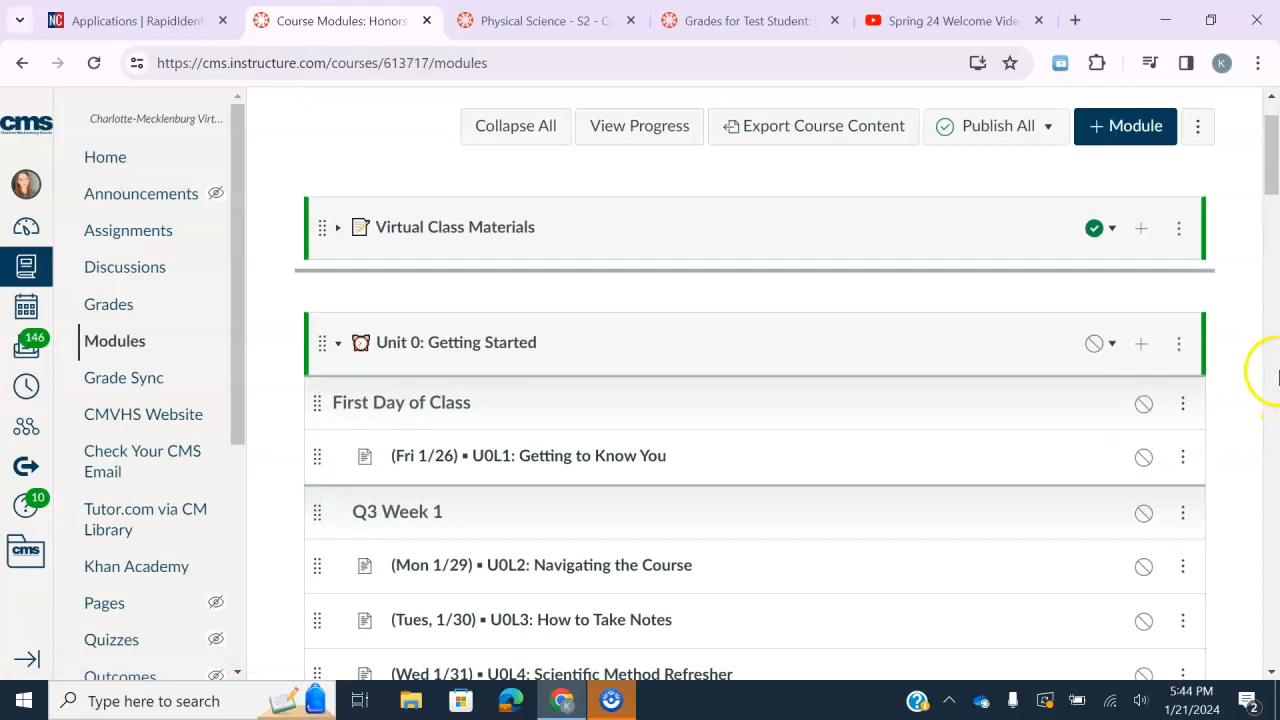 Applications | RapidIdent
Course Modules: Honors
Physical Science - S2 - C
Grades for Test Student:
Spring 24 Welcome Video
https://cms.instructure.com/courses/613717/modules
K
cms
Charlotte-Mecklenburg Virt...
Collapse All
View Progress
Export Course Content
Publish All
+ Module
Home
Announcements
Assignments
Discussions
Grades
Modules
Grade Sync
CMVHS Website
Check Your CMS
Email
Tutor.com via CM
Library
Khan Academy
Pages
Quizzes
Outcomes
146
10
cms
Virtual Class Materials
Unit 0: Getting Started
First Day of Class
(Fri 1/26) ▪ U0L1: Getting to Know You
Q3 Week 1
(Mon 1/29) ▪ U0L2: Navigating the Course
(Tues, 1/30) ▪ U0L3: How to Take Notes
(Wed 1/31) ▪ U0L4: Scientific Method Refresher
Type here to search
5:44 PM
1/21/2024
2